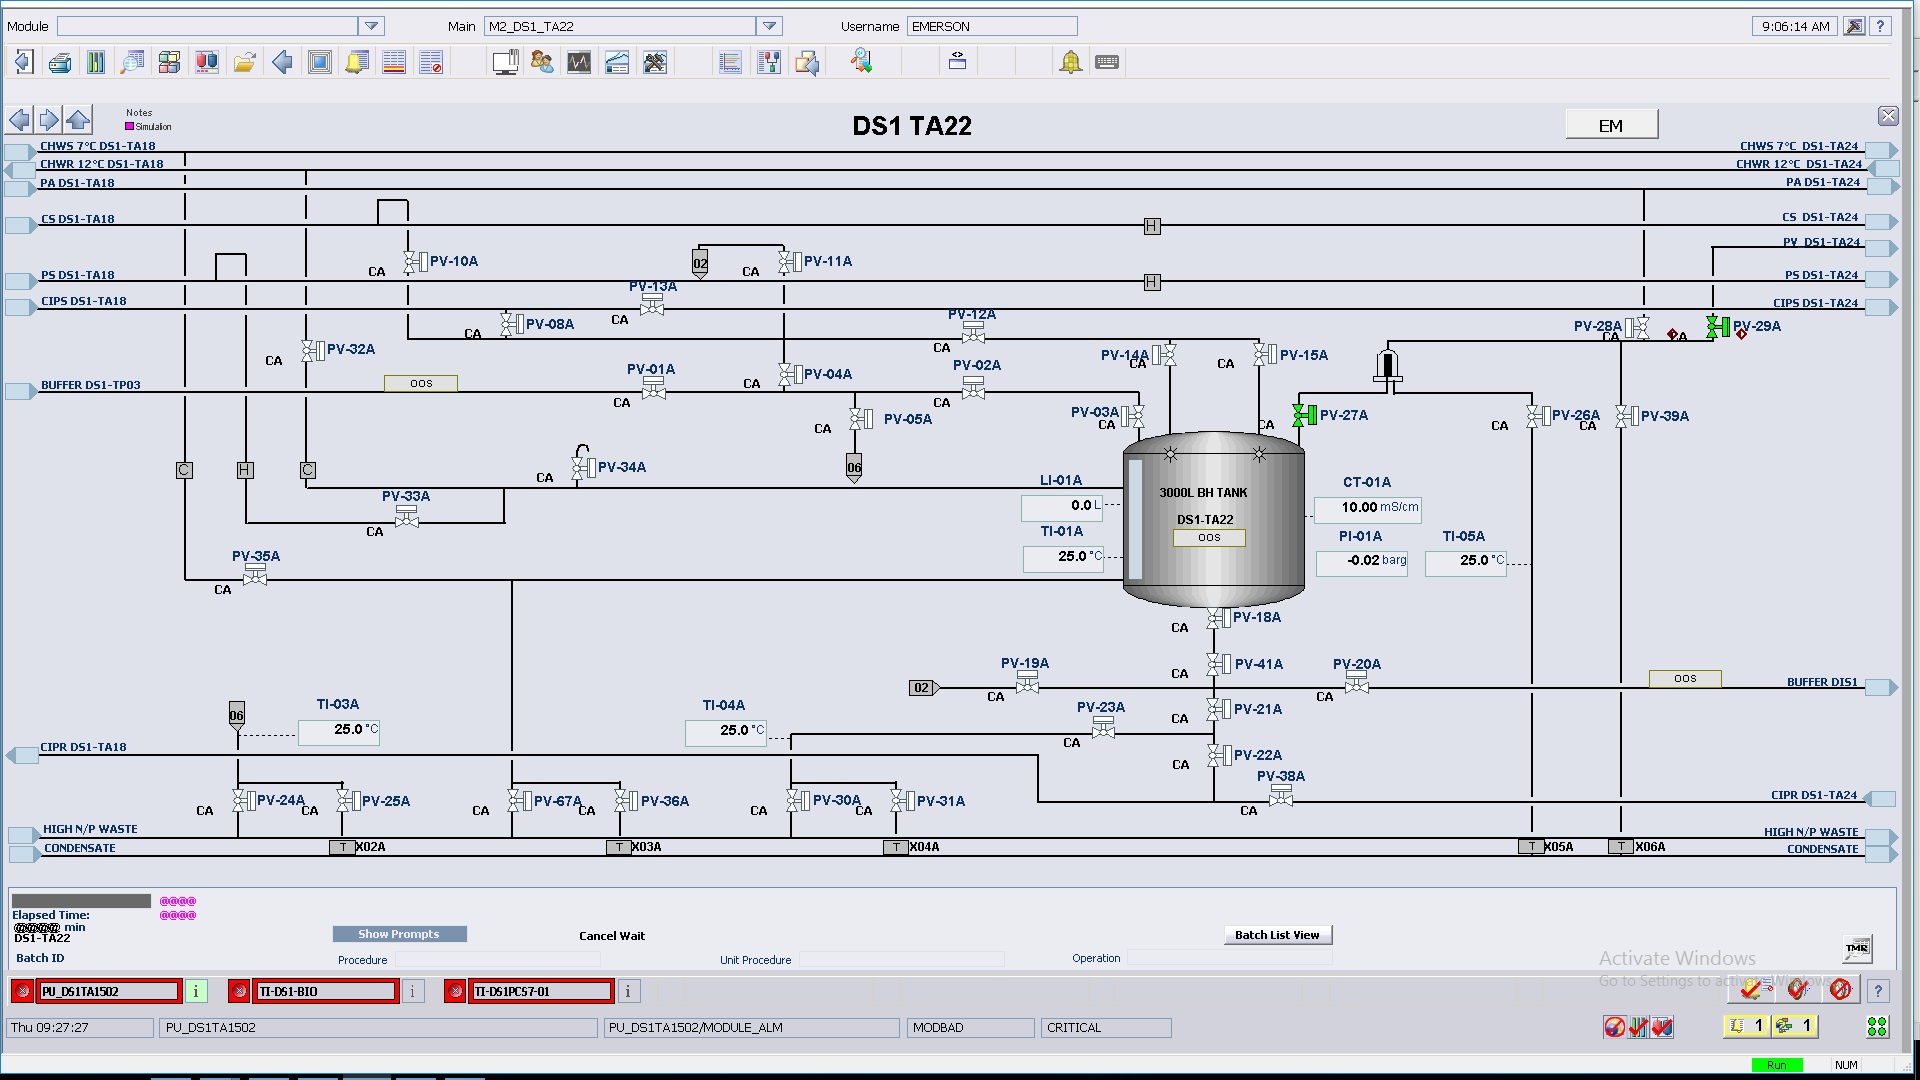 Module
Main M2_DS1_TA22
Username EMERSON
9:06:14 AM
?
Notes
Simulation
DS1 TA22
EM
CHWS 7°C DS1-TA18
CHWS 7°C DS1-TA24
CHWR 12°C DS1-TA18
CHWR 12°C DS1-TA24
PA DS1-TA18
PA DS1-TA24
CS DS1-TA18
H
CS DS1-TA24
PV DS1-TA24
PV-10A
CA
02
PV-11A
CA
PS DS1-TA18
H
PS DS1-TA24
PV-13A
CIPS DS1-TA18
CA
CIPS DS1-TA24
PV-08A
CA
PV-12A
CA
PV-28A
CA
CA
PV-29A
PV-32A
CA
PV-14A
CA
PV-15A
CA
PV-01A
CA
PV-04A
CA
PV-02A
CA
BUFFER DS1-TP03
OOS
PV-05A
CA
PV-03A
CA
CA
PV-27A
PV-26A
CA
PV-39A
CA
C
H
C
PV-34A
CA
06
PV-33A
CA
LI-01A
0.0 L
TI-01A
25.0 °C
3000L BH TANK
DS1-TA22
OOS
CT-01A
10.00 mS/cm
PI-01A
-0.02 barg
TI-05A
25.0 °C
PV-35A
CA
PV-18A
CA
PV-41A
CA
02
PV-19A
CA
PV-20A
CA
OOS
BUFFER DIS1
06
TI-03A
25.0 °C
TI-04A
25.0 °C
PV-23A
CA
PV-21A
CA
CIPR DS1-TA18
PV-22A
CA
PV-38A
CA
CIPR DS1-TA24
PV-24A
CA
PV-25A
CA
PV-67A
CA
PV-36A
CA
PV-30A
CA
PV-31A
CA
HIGH N/P WASTE
HIGH N/P WASTE
CONDENSATE
T X02A
T X03A
T X04A
T X05A
T X06A
CONDENSATE
@@@@
Elapsed Time: @@@@
@@@@ min
DS1-TA22
Show Prompts
Cancel Wait
Batch List View
TMR
Batch ID
Procedure
Unit Procedure
Operation
Activate Windows
Go to Settings to activate Windows.
PU_DS1TA1502 i
TI-DS1-BIO i
TI-DS1PCS7-01 i
?
Thu 09:27:27
PU_DS1TA1502
PU_DS1TA1502/MODULE_ALM
MODBAD
CRITICAL
1
1
Run
NUM